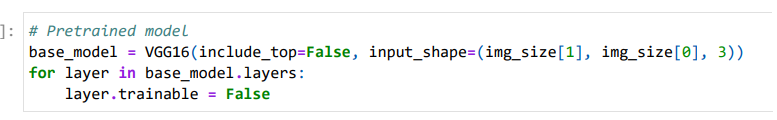 ]: # Pretrained model
base_model = VGG16(include_top=False, input_shape=(img_size[1], img_size[0], 3))
for layer in base_model.layers:
    layer.trainable = False